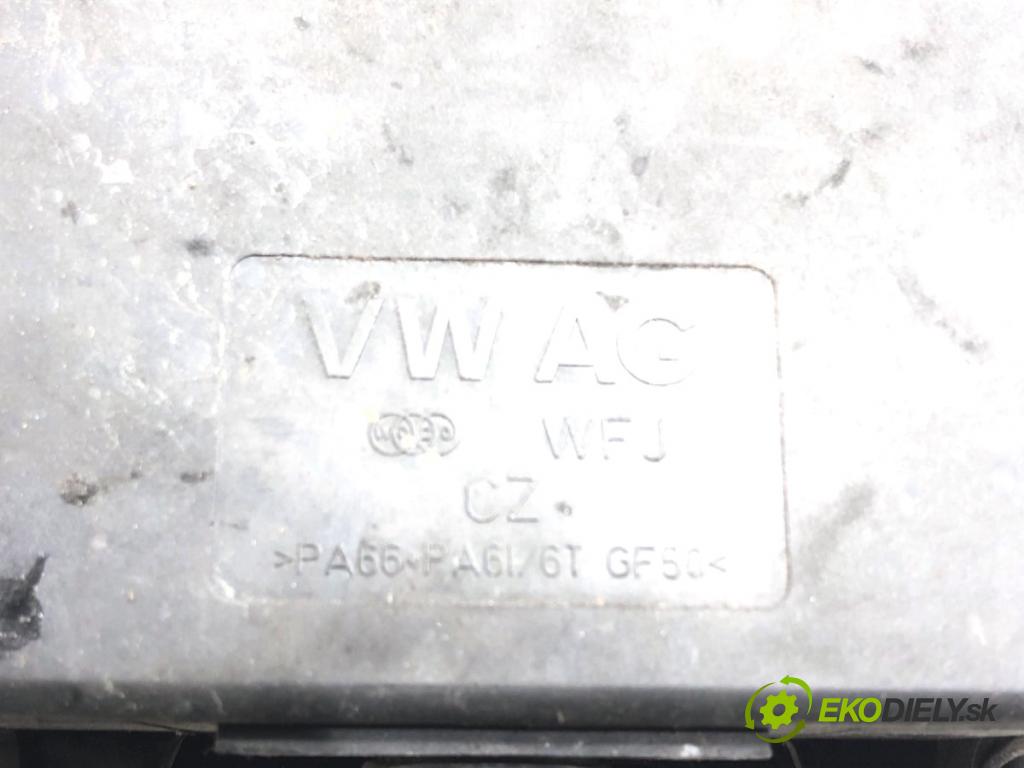 VW AG
WFJ
CZ
>PA66+PA6I/6T GF50<
EKODIELY.sk